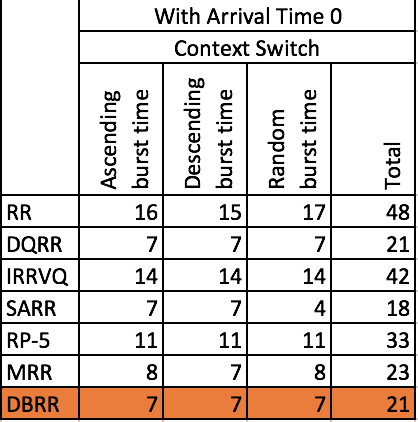 With Arrival Time 0
Context Switch
Ascending burst time Descending burst time Random burst time Total
RR 16 15 17 48
DQRR 7 7 7 21
IRRVQ 14 14 14 42
SARR 7 7 4 18
RP-5 11 11 11 33
MRR 8 7 8 23
DBRR 7 7 7 21